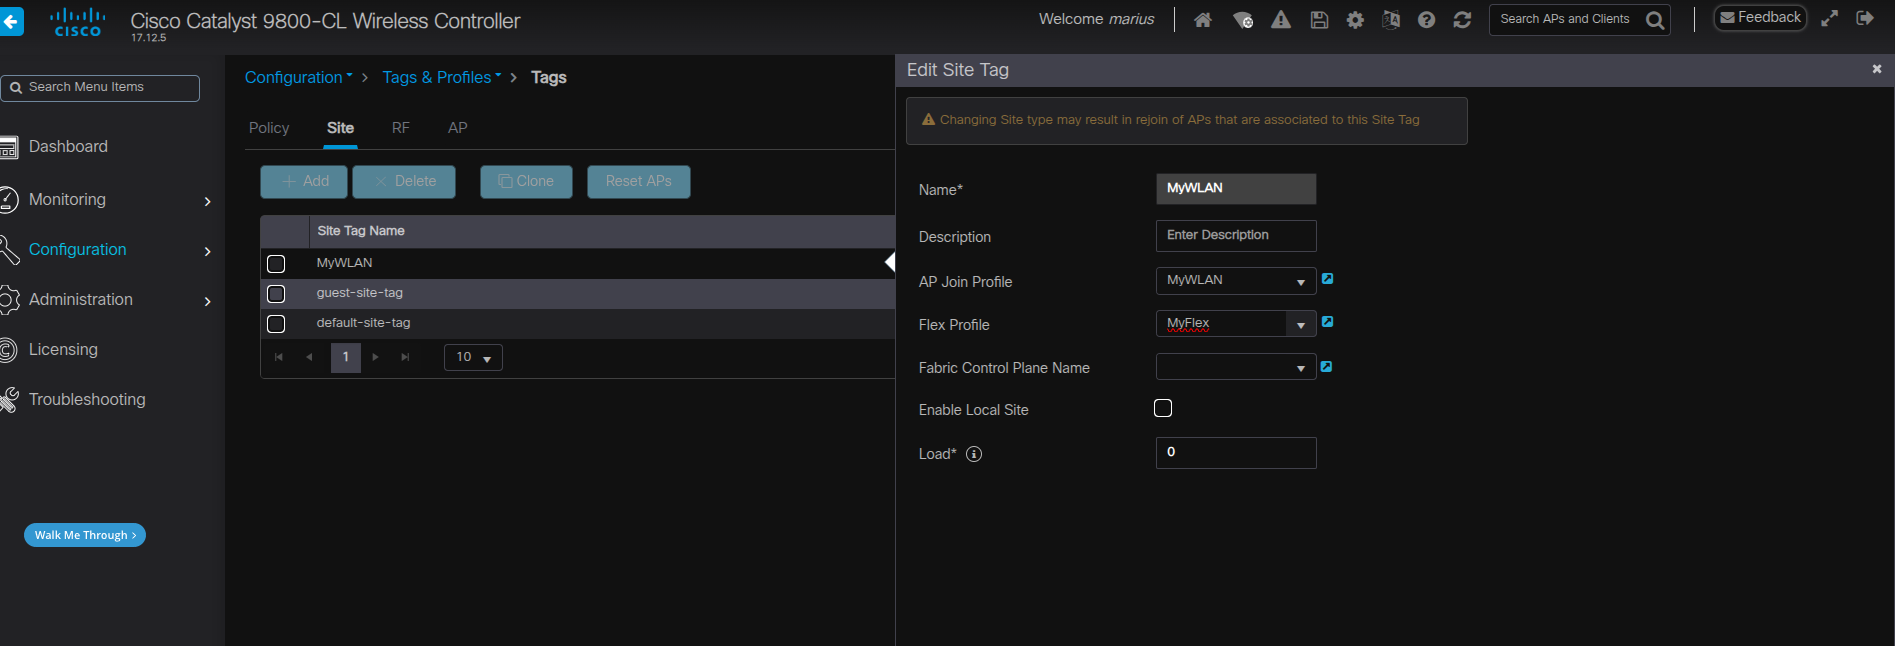 CISCO
Cisco Catalyst 9800-CL Wireless Controller
17.12.5
Welcome marius
Search APs and Clients
Feedback
Search Menu Items
Dashboard
Monitoring
Configuration
Administration
Licensing
Troubleshooting
Walk Me Through >
Configuration > Tags & Profiles > Tags
Policy Site RF AP
+ Add × Delete Clone Reset APs
Site Tag Name
MyWLAN
guest-site-tag
default-site-tag
1 10
Edit Site Tag
Changing Site type may result in rejoin of APs that are associated to this Site Tag
Name* MyWLAN
Description Enter Description
AP Join Profile MyWLAN
Flex Profile MyFlex
Fabric Control Plane Name
Enable Local Site
Load* 0